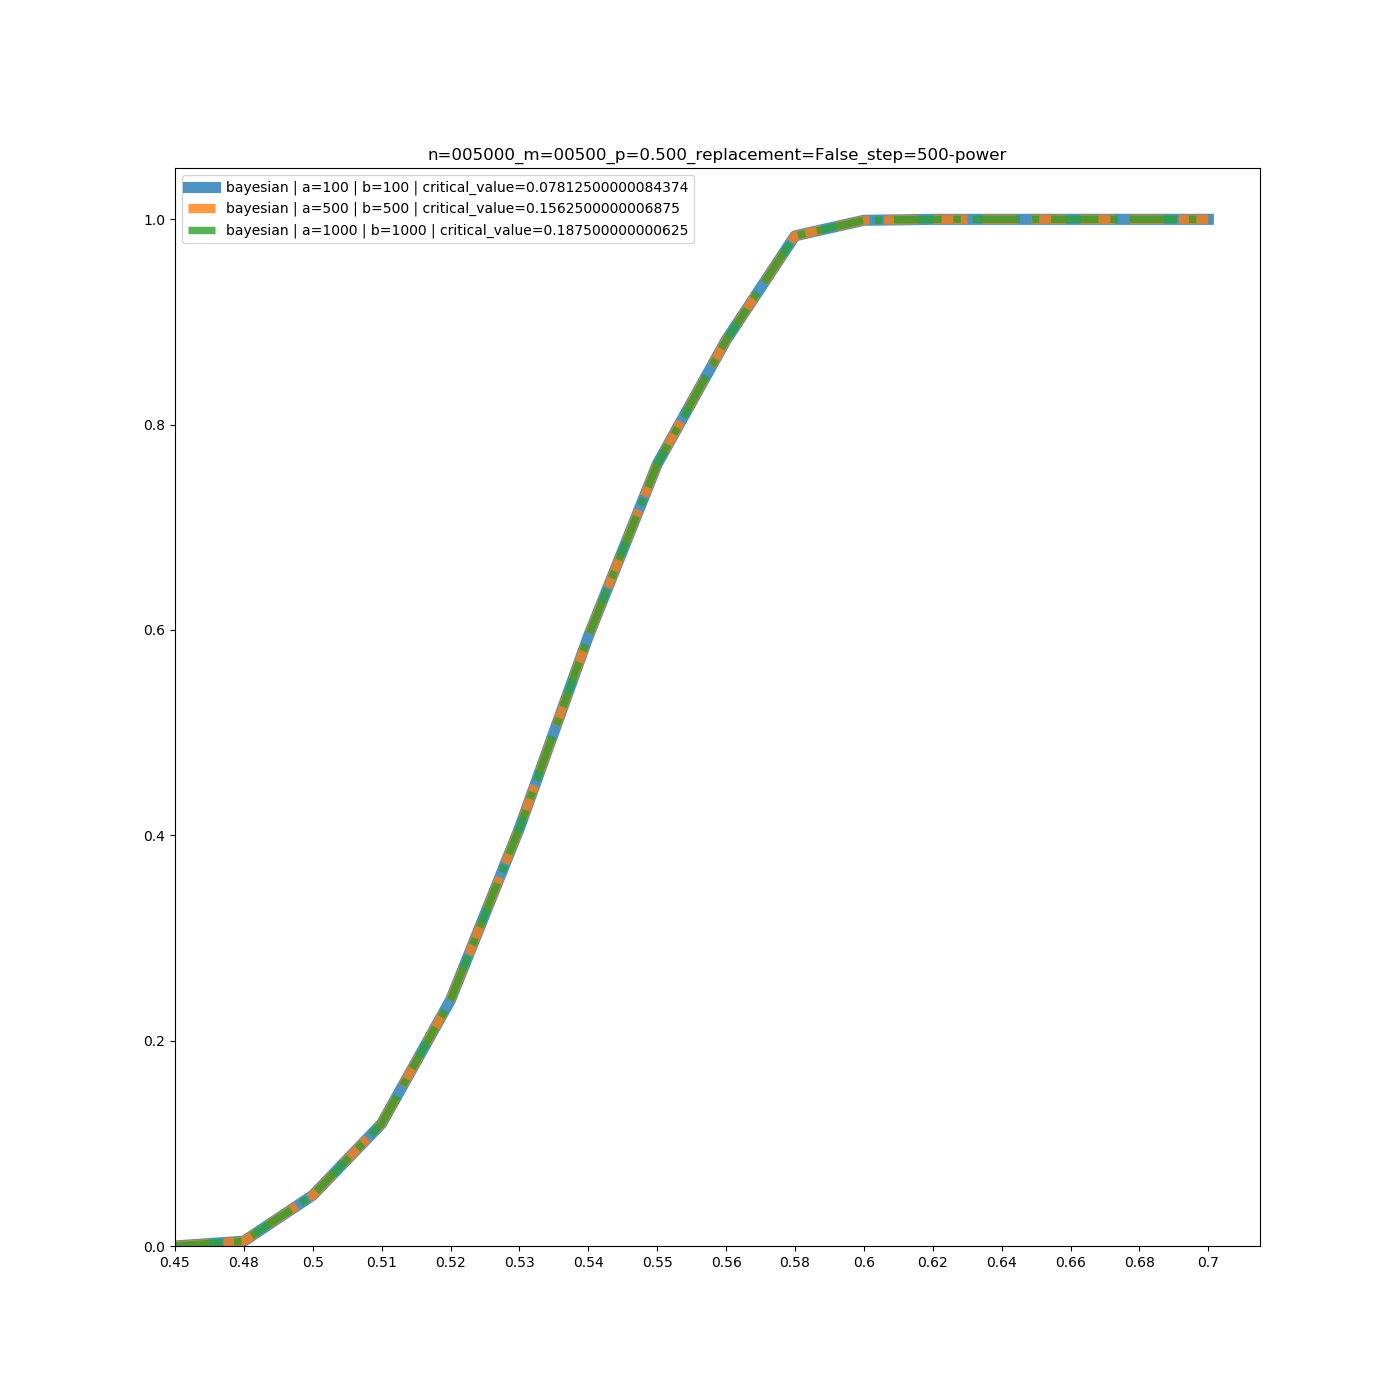 n=005000_m=00500_p=0.500_replacement=False_step=500-power
bayesian | a=100 | b=100 | critical_value=0.07812500000084374
bayesian | a=500 | b=500 | critical_value=0.1562500000006875
bayesian | a=1000 | b=1000 | critical_value=0.187500000000625
1.0
0.8
0.6
0.4
0.2
0.0
0.45 0.48 0.5 0.51 0.52 0.53 0.54 0.55 0.56 0.58 0.6 0.62 0.64 0.66 0.68 0.7